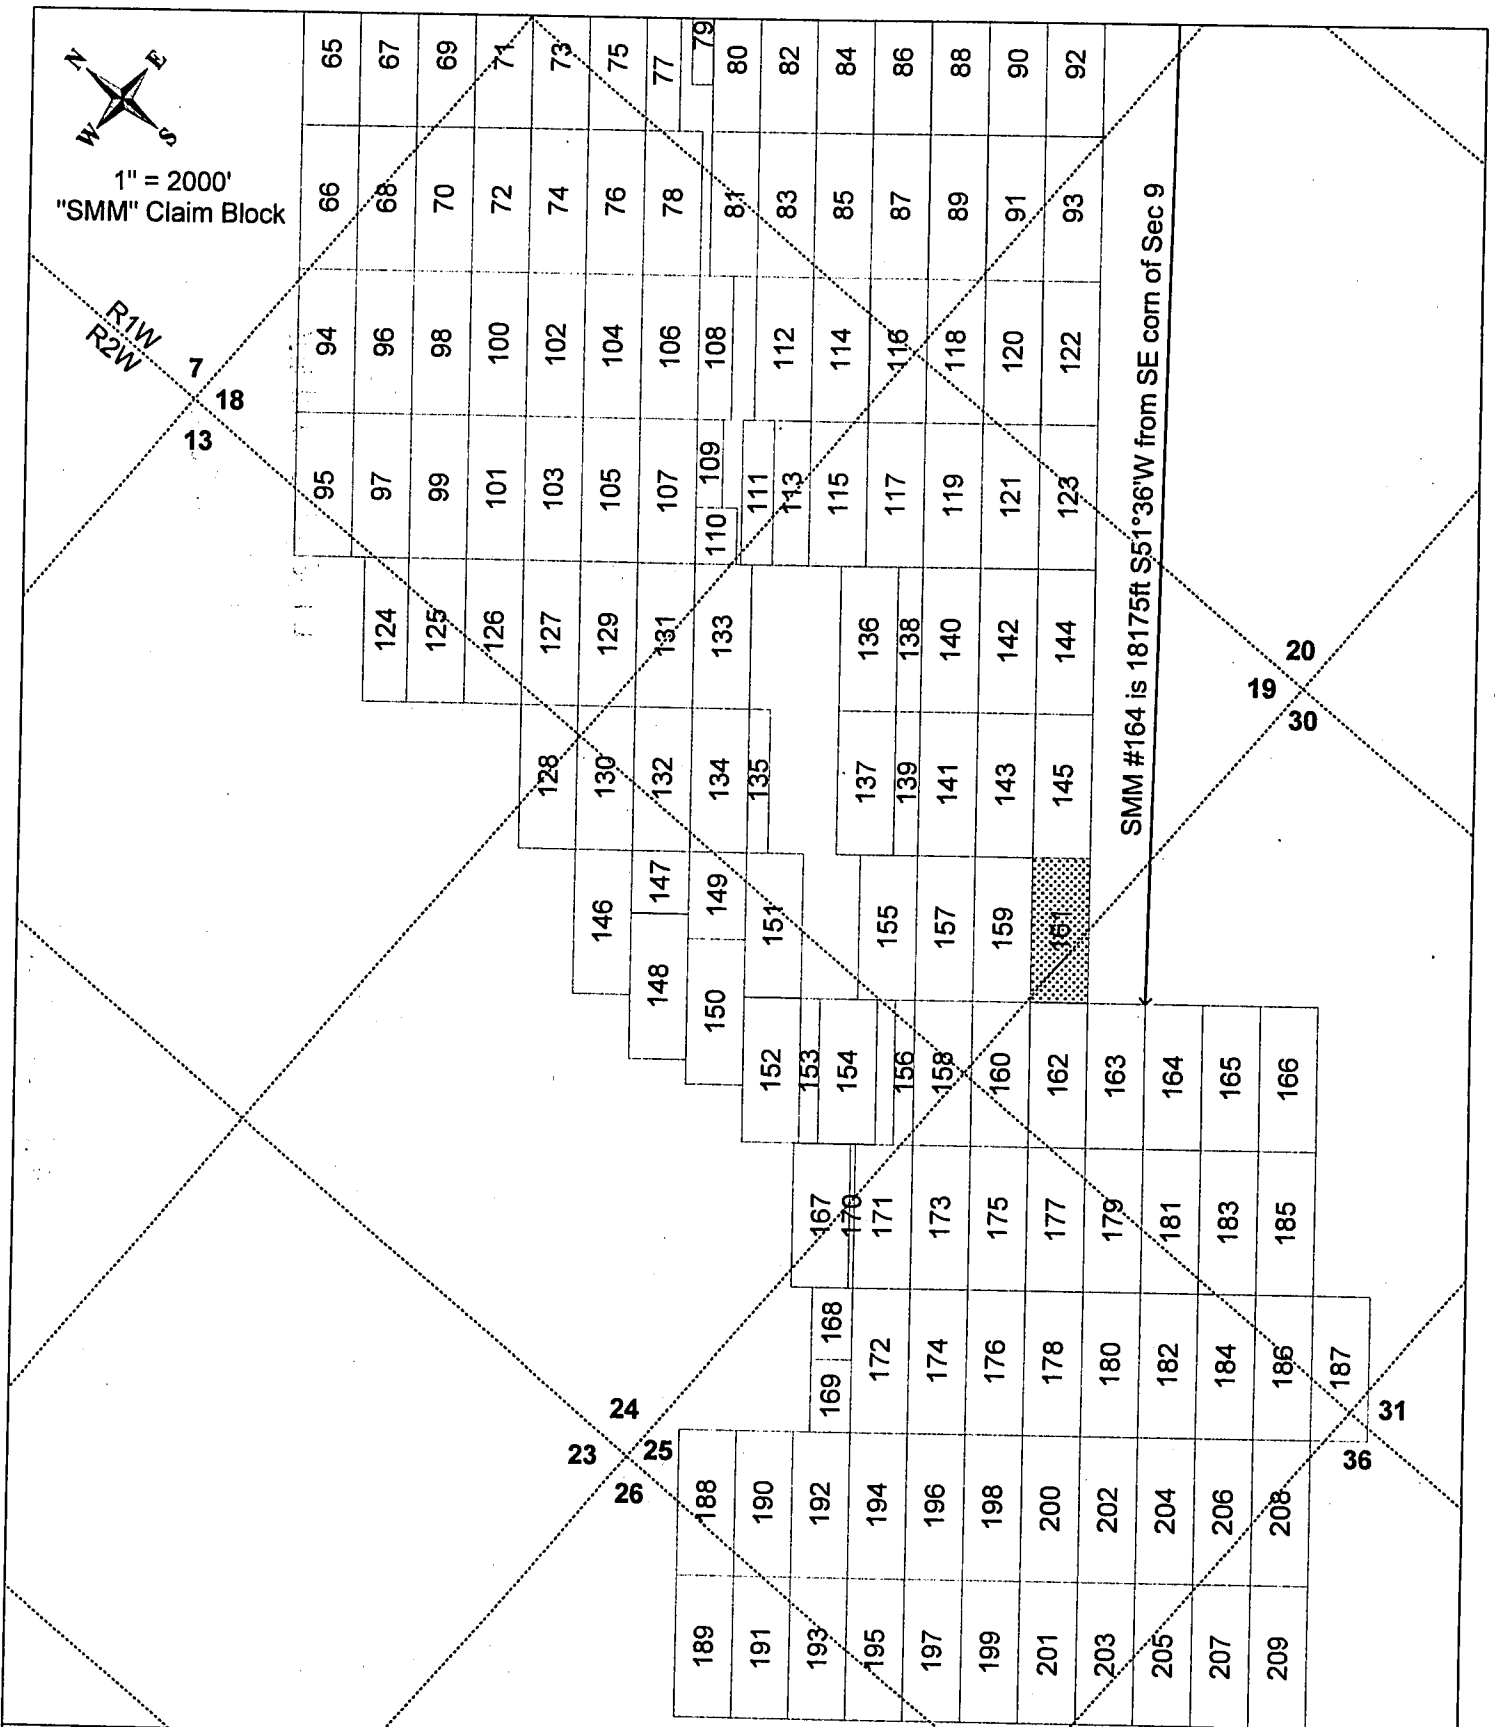 N E
W S
1" = 2000'
"SMM" Claim Block
65 67 69 71 73 75 77 79 80 82 84 86 88 90 92
66 68 70 72 74 76 78 81 83 85 87 89 91 93
R1W
R2W
7
18
13
94 96 98 100 102 104 106 108 112 114 116 118 120 122
95 97 99 101 103 105 107 109 110 111 113 115 117 119 121 123
SMM #164 is 18175ft S51°36'W from SE corn of Sec 9
124 125 126 127 129 131 133 136 138 140 142 144
20
19
30
128 130 132 134 135 137 139 141 143 145
146 147 148 149 150 151 155 157 159 161
152 153 154 156 158 160 162 163 164 165 166
167 170 171 173 175 177 179 181 183 185
168 169 172 174 176 178 180 182 184 186 187
24
23 25
26
31
36
188 190 192 194 196 198 200 202 204 206 208
189 191 193 195 197 199 201 203 205 207 209